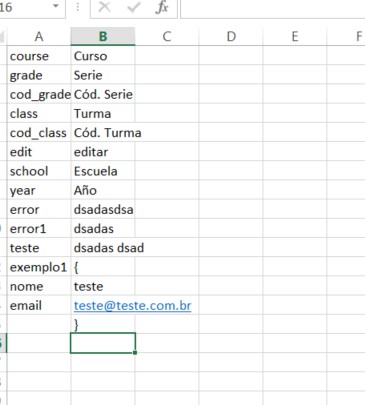 16 fx
A B C D E F
course Curso
grade Serie
cod_grade Cód. Serie
class Turma
cod_class Cód. Turma
edit editar
school Escuela
year Año
error dsadasdsa
error1 dsadas
teste dsadas dsad
exemplo1 {
nome teste
email teste@teste.com.br
}